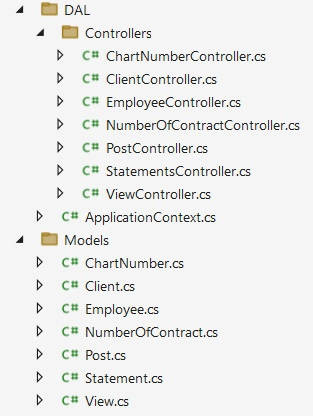 DAL
Controllers
C# ChartNumberController.cs
C# ClientController.cs
C# EmployeeController.cs
C# NumberOfContractController.cs
C# PostController.cs
C# StatementsController.cs
C# ViewController.cs
C# ApplicationContext.cs
Models
C# ChartNumber.cs
C# Client.cs
C# Employee.cs
C# NumberOfContract.cs
C# Post.cs
C# Statement.cs
C# View.cs